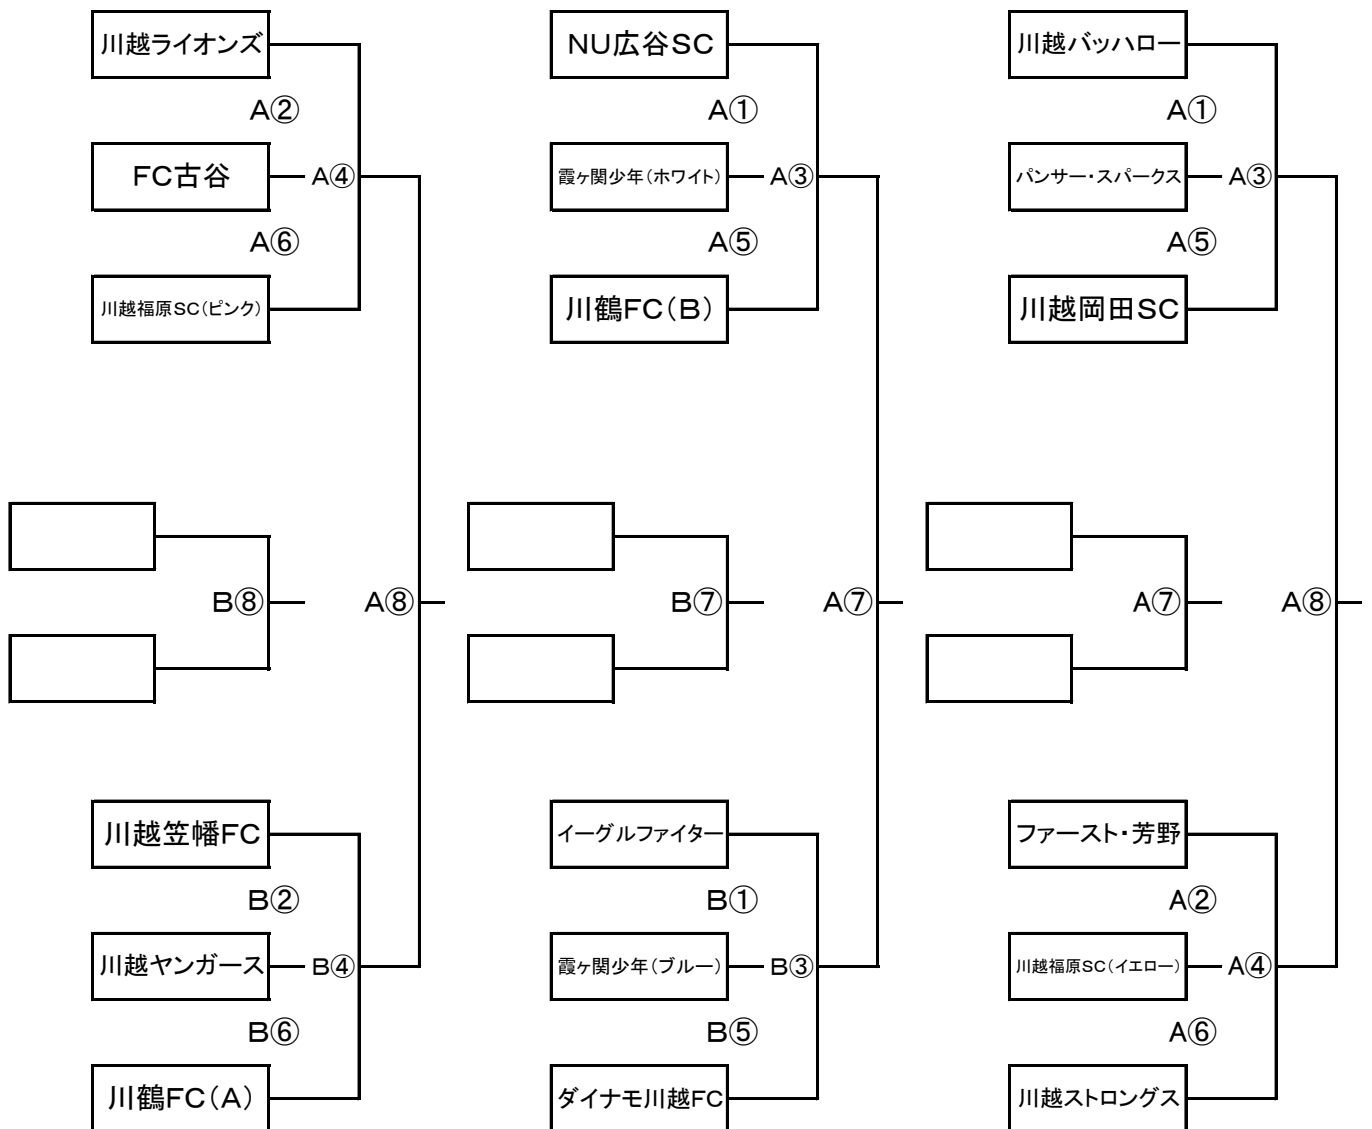 川越ライオンズ
A②
FC古谷
A④
A⑥
川越福原SC(ピンク)
B⑧
A⑧
川越笠幡FC
B②
川越ヤンガース
B④
B⑥
川鶴FC(A)
NU広谷SC
A①
霞ヶ関少年(ホワイト)
A③
A⑤
川鶴FC(B)
B⑦
A⑦
イーグルファイター
B①
霞ヶ関少年(ブルー)
B③
B⑤
ダイナモ川越FC
川越バッハロー
A①
パンサー・スパークス
A③
A⑤
川越岡田SC
A⑦
A⑧
ファースト・芳野
A②
川越福原SC(イエロー)
A④
A⑥
川越ストロングス